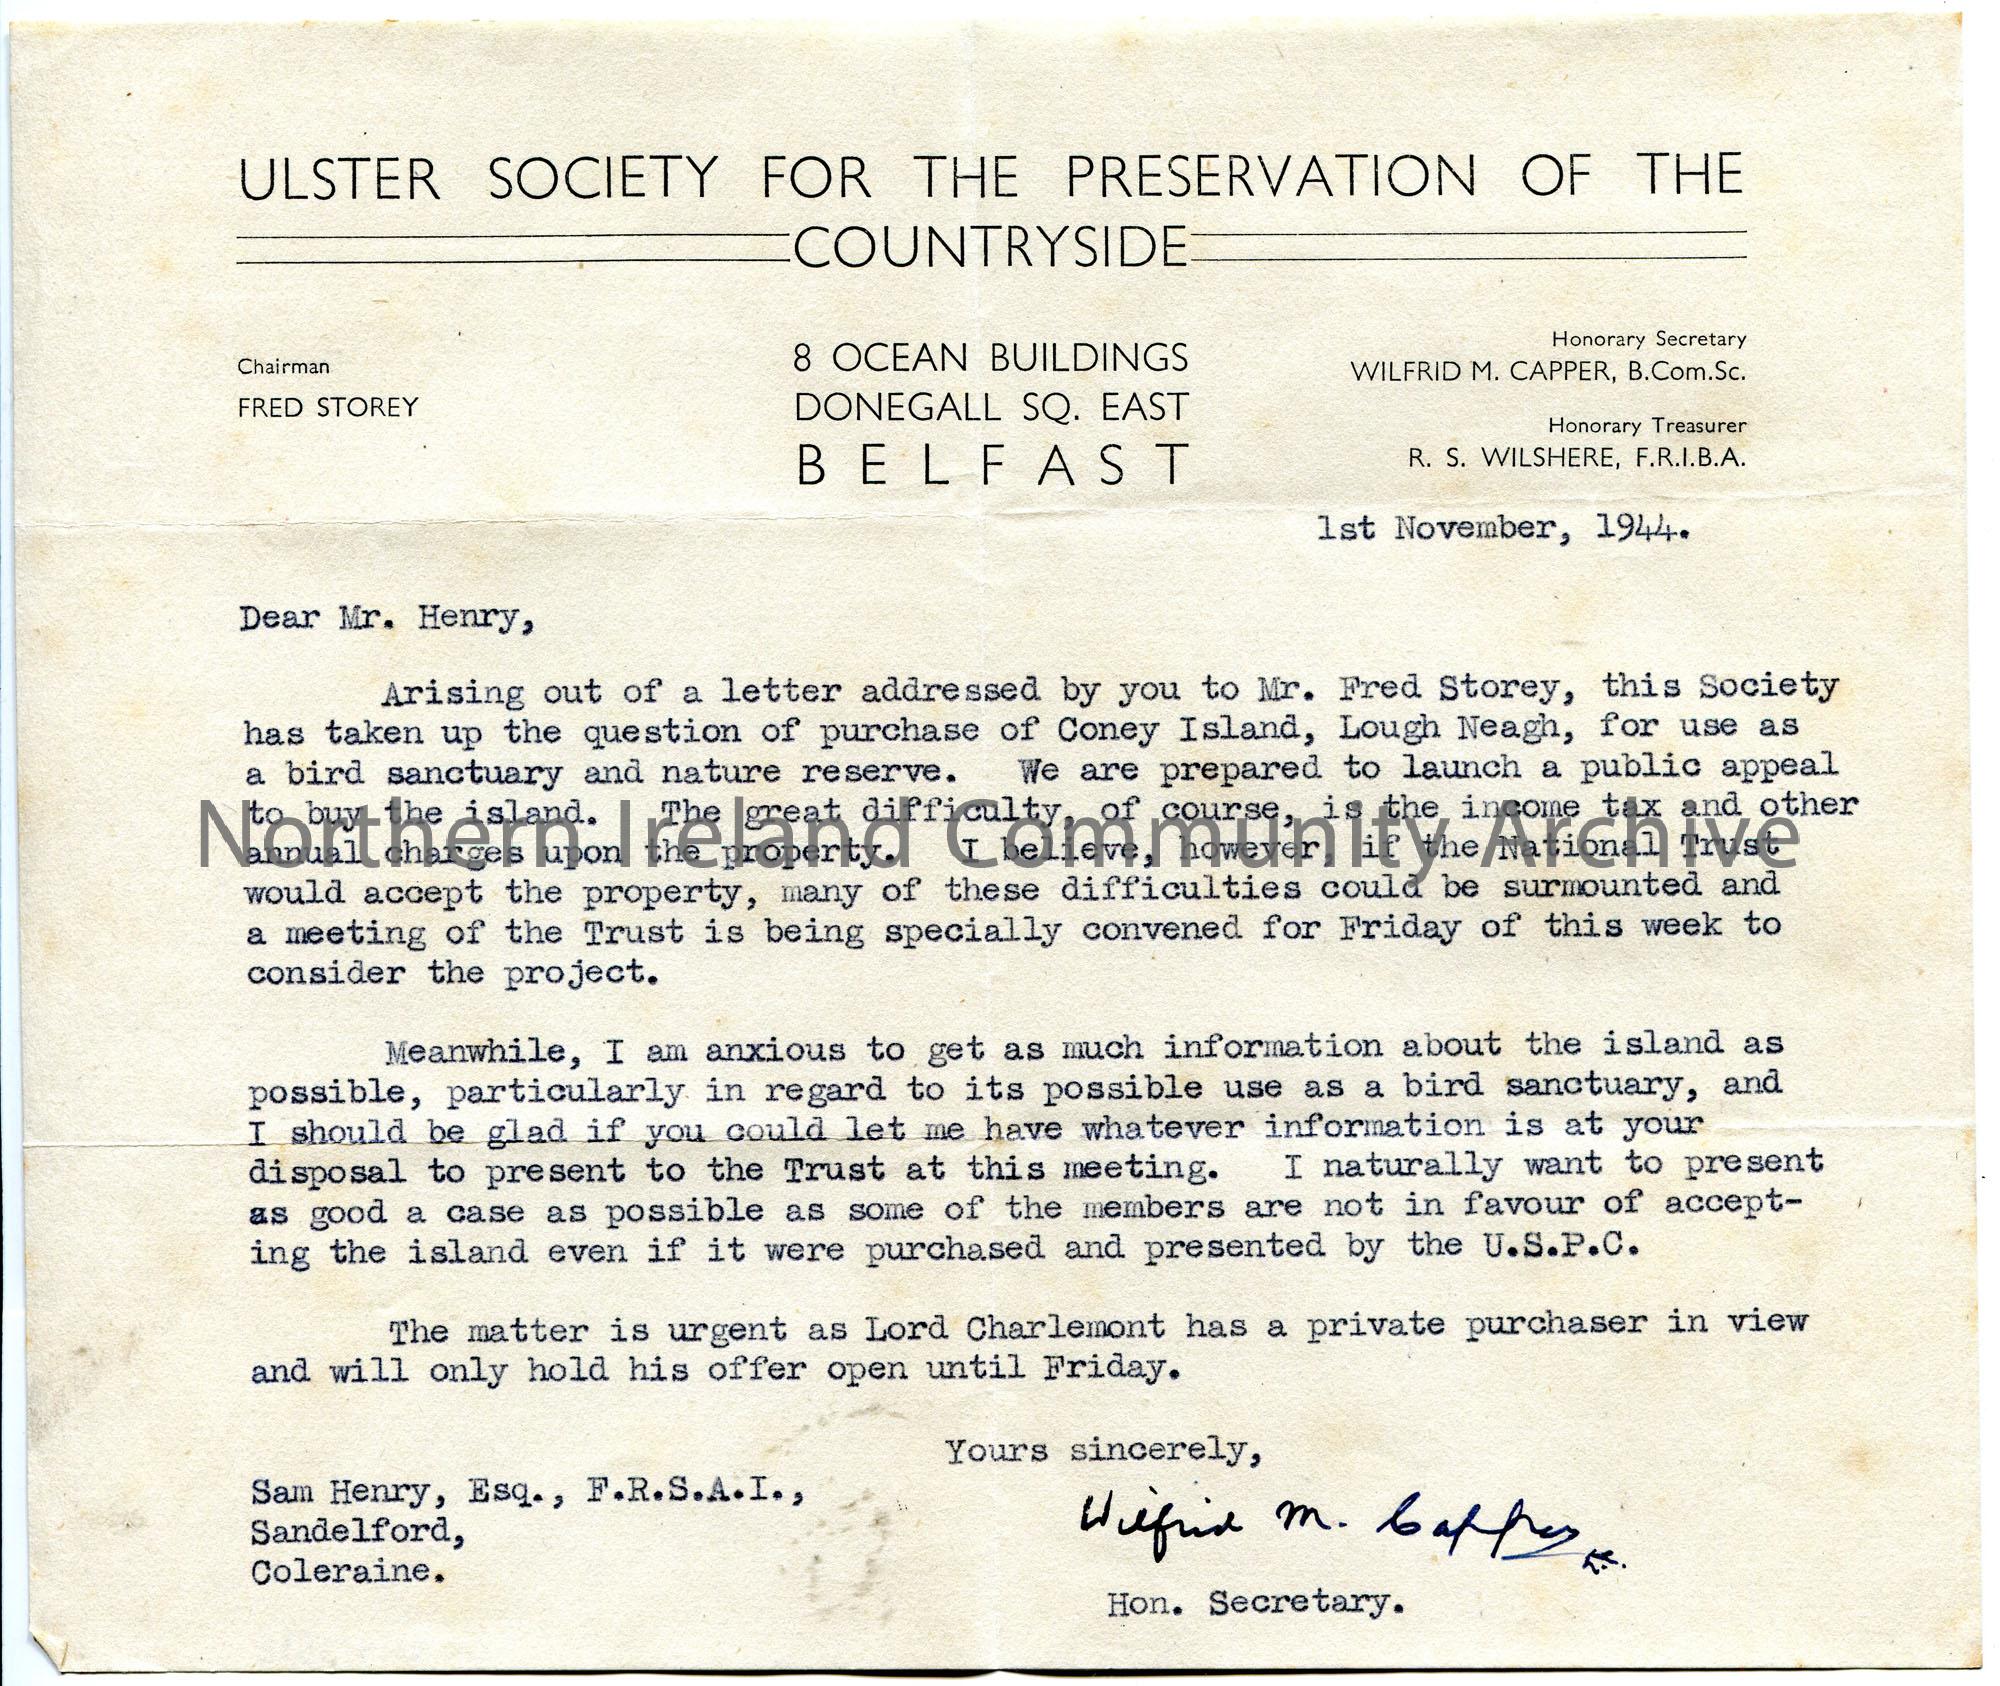 ULSTER SOCIETY FOR THE PRESERVATION OF THE
COUNTRYSIDE
Chairman
FRED STOREY
8 OCEAN BUILDINGS
DONEGALL SQ. EAST
BELFAST
Honorary Secretary
WILFRID M. CAPPER, B.Com.Sc.
Honorary Treasurer
R. S. WILSHERE, F.R.I.B.A.
1st November, 1944.
Dear Mr. Henry,
Arising out of a letter addressed by you to Mr. Fred Storey, this Society
has taken up the question of purchase of Coney Island, Lough Neagh, for use as
a bird sanctuary and nature reserve. We are prepared to launch a public appeal
to buy the island. The great difficulty, of course, is the income tax and other
annual charges upon the property. I believe, however, if the National Trust
would accept the property, many of these difficulties could be surmounted and
a meeting of the Trust is being specially convened for Friday of this week to
consider the project.
Meanwhile, I am anxious to get as much information about the island as
possible, particularly in regard to its possible use as a bird sanctuary, and
I should be glad if you could let me have whatever information is at your
disposal to present to the Trust at this meeting. I naturally want to present
as good a case as possible as some of the members are not in favour of accept-
ing the island even if it were purchased and presented by the U.S.P.C.
The matter is urgent as Lord Charlemont has a private purchaser in view
and will only hold his offer open until Friday.
Yours sincerely,
Wilfrid M. Capper
Hon. Secretary.
Sam Henry, Esq., F.R.S.A.I.,
Sandelford,
Coleraine.
Northern Ireland Community Archive